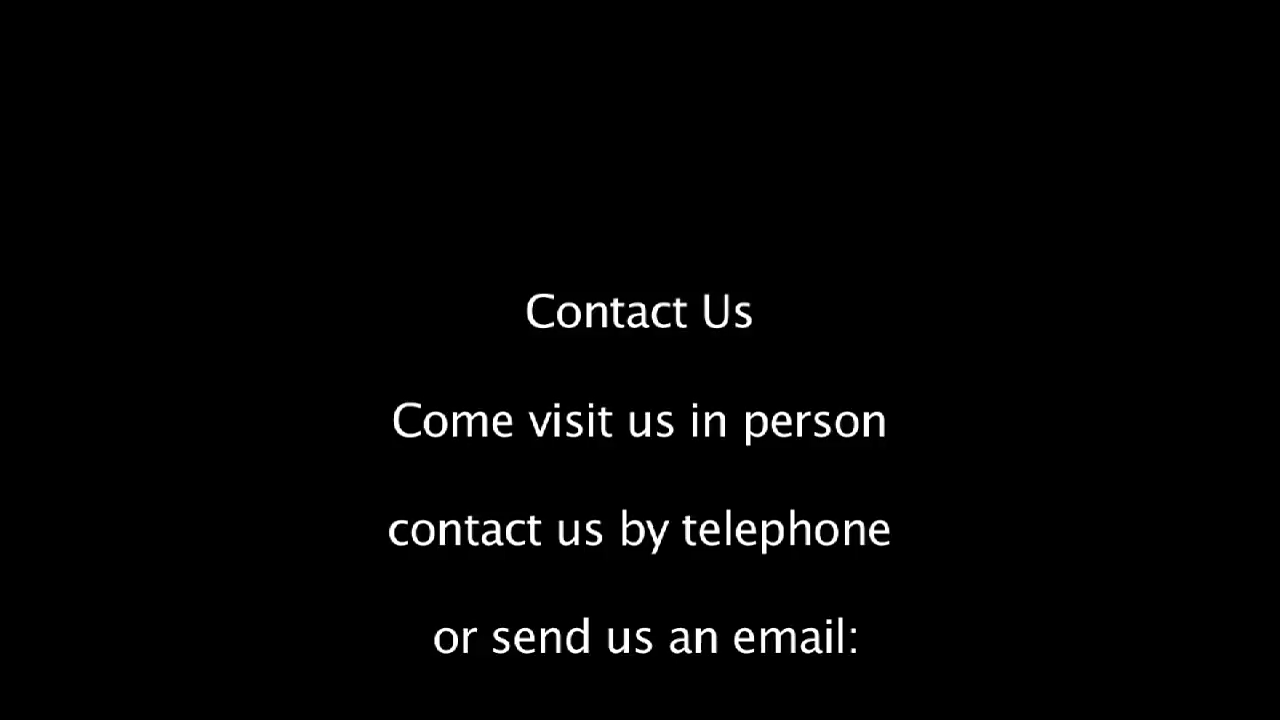 Contact Us
Come visit us in person
contact us by telephone
or send us an email: